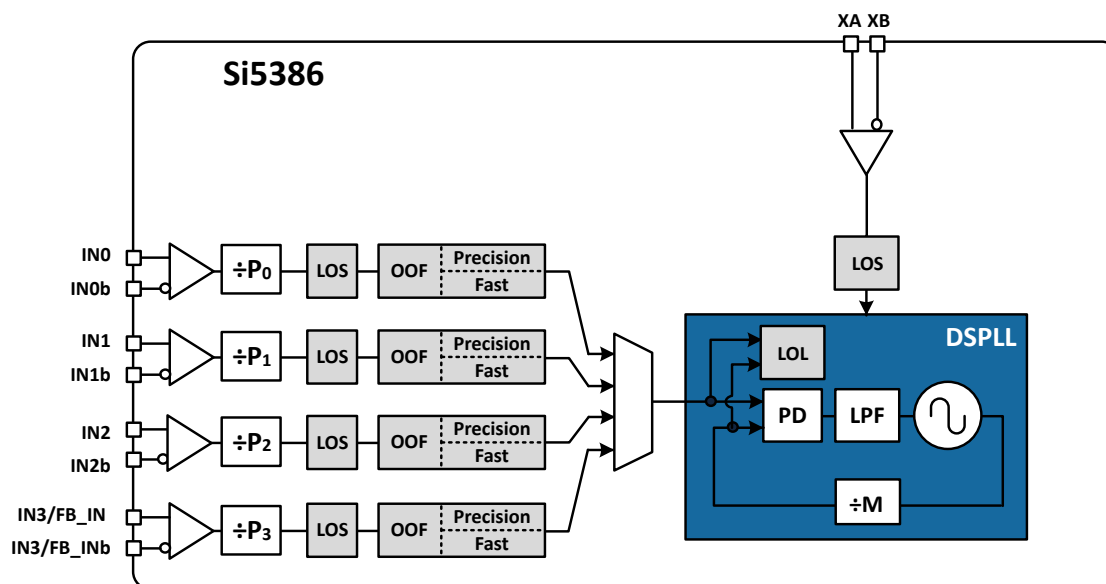 XA XB
Si5386
LOS
IN0
IN0b
÷P0
LOS
OOF
Precision
Fast
IN1
IN1b
÷P1
LOS
OOF
Precision
Fast
IN2
IN2b
÷P2
LOS
OOF
Precision
Fast
IN3/FB_IN
IN3/FB_INb
÷P3
LOS
OOF
Precision
Fast
DSPLL
LOL
PD
LPF
÷M